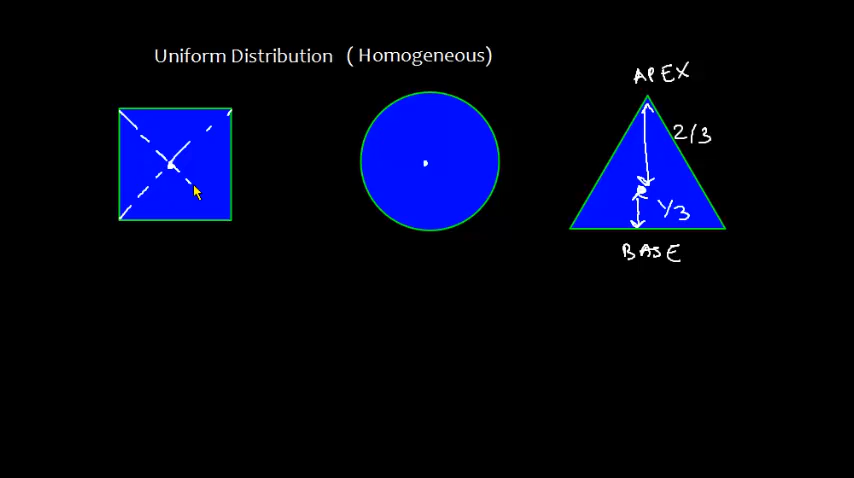 Uniform Distribution ( Homogeneous)
APEX
2/3
1/3
BASE